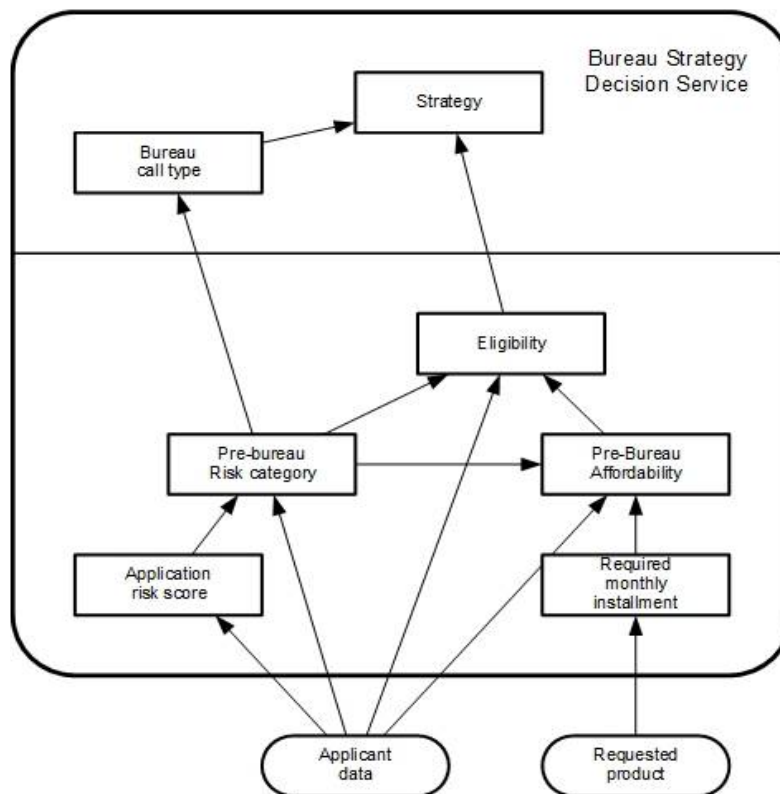 Bureau Strategy
Decision Service
Strategy
Bureau
call type
Eligibility
Pre-bureau
Risk category
Pre-Bureau
Affordability
Application
risk score
Required
monthly
installment
Applicant
data
Requested
product